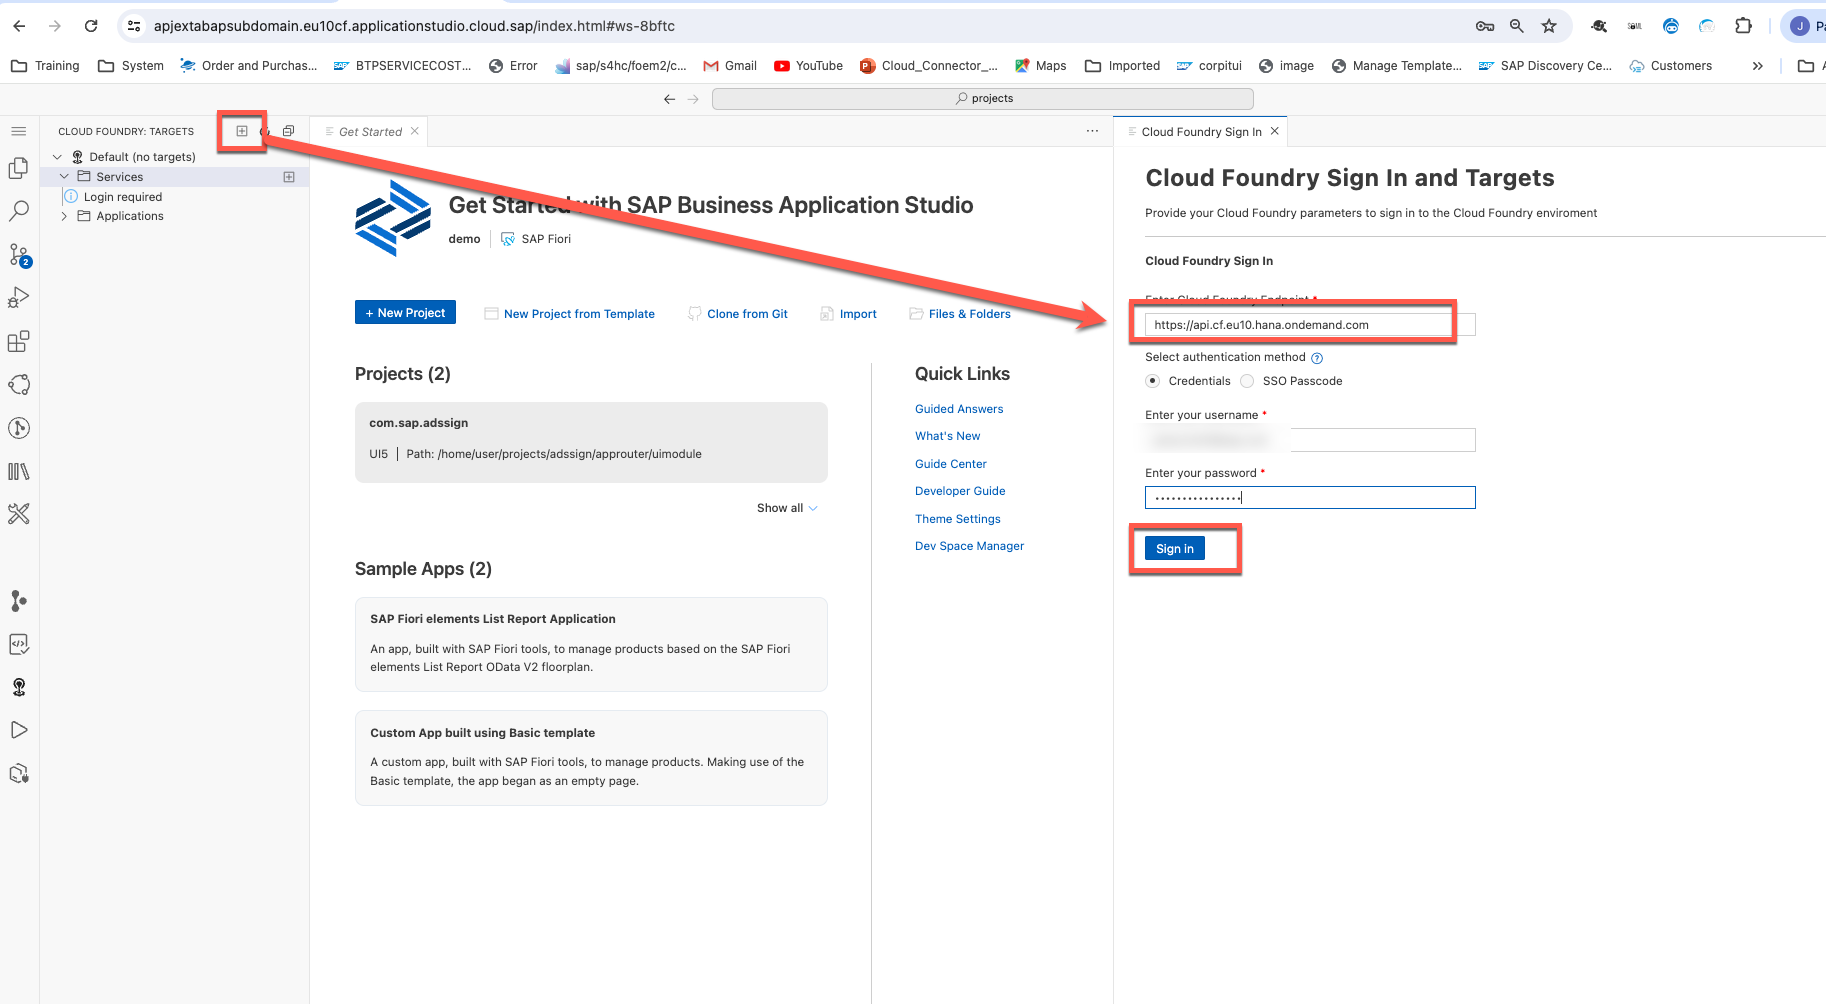 apjextabapsubdomain.eu10cf.applicationstudio.cloud.sap/index.html#ws-8bftc
J
Training
System
Order and Purchas...
BTPSERVICECOST...
Error
sap/s4hc/foem2/c...
Gmail
YouTube
Cloud_Connector_...
Maps
Imported
corpitui
image
Manage Template...
SAP Discovery Ce...
Customers
projects
CLOUD FOUNDRY: TARGETS
Default (no targets)
Services
Login required
Applications
2
Get Started
Get Started with SAP Business Application Studio
demo
SAP Fiori
+ New Project
New Project from Template
Clone from Git
Import
Files & Folders
Projects (2)
com.sap.adssign
UI5 | Path: /home/user/projects/adssign/approuter/uimodule
Show all
Sample Apps (2)
SAP Fiori elements List Report Application
An app, built with SAP Fiori tools, to manage products based on the SAP Fiori
elements List Report OData V2 floorplan.
Custom App built using Basic template
A custom app, built with SAP Fiori tools, to manage products. Making use of the
Basic template, the app began as an empty page.
Quick Links
Guided Answers
What's New
Guide Center
Developer Guide
Theme Settings
Dev Space Manager
Cloud Foundry Sign In
Cloud Foundry Sign In and Targets
Provide your Cloud Foundry parameters to sign in to the Cloud Foundry enviroment
Cloud Foundry Sign In
Enter Cloud Foundry Endpoint *
https://api.cf.eu10.hana.ondemand.com
Select authentication method
Credentials
SSO Passcode
Enter your username *
Enter your password *
Sign in